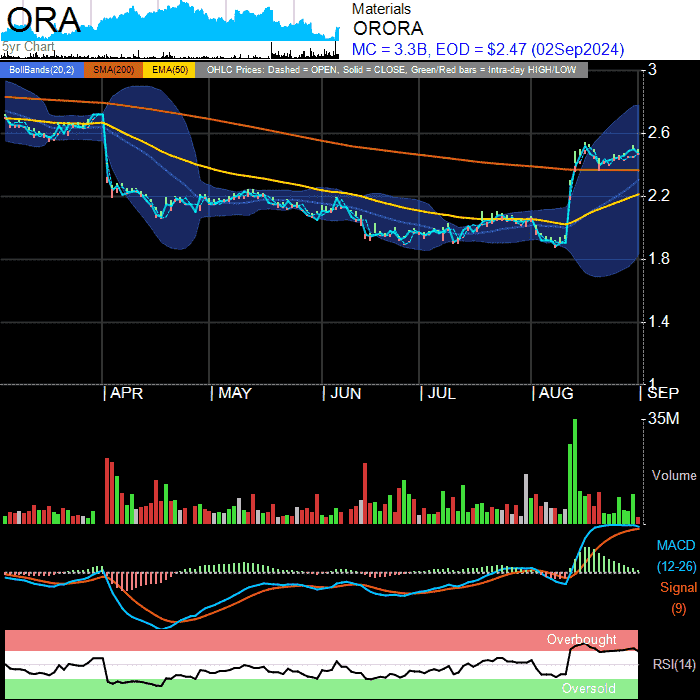 ORA
5yr Chart
Materials
ORORA
MC = 3.3B, EOD = $2.47 (02Sep2024)
BollBands(20,2) SMA(200) EMA(50) OHLC Prices: Dashed = OPEN, Solid = CLOSE, Green/Red bars = Intra-day HIGH/LOW
3
2.6
2.2
1.8
1.4
1
APR MAY JUN JUL AUG SEP
35M
Volume
MACD
(12-26)
Signal
(9)
Overbought
RSI(14)
Oversold